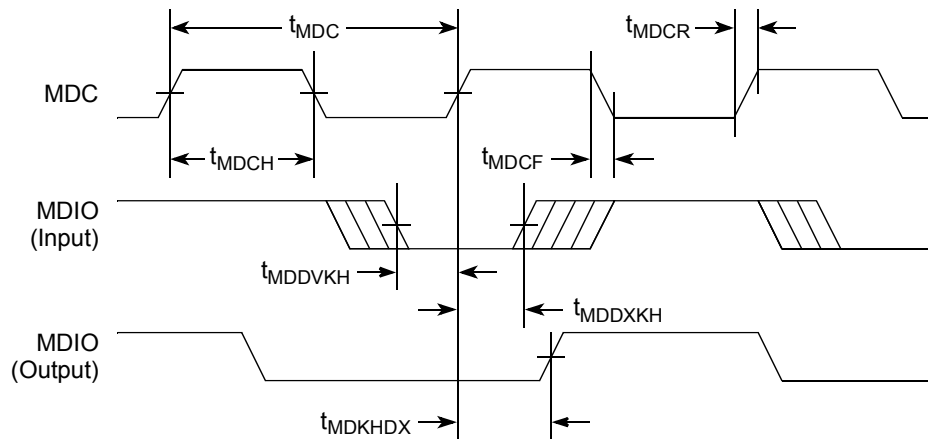 tMDC
tMDCR
MDC
tMDCH
tMDCF
MDIO
(Input)
tMDDVKH
tMDDXKH
MDIO
(Output)
tMDKHDX